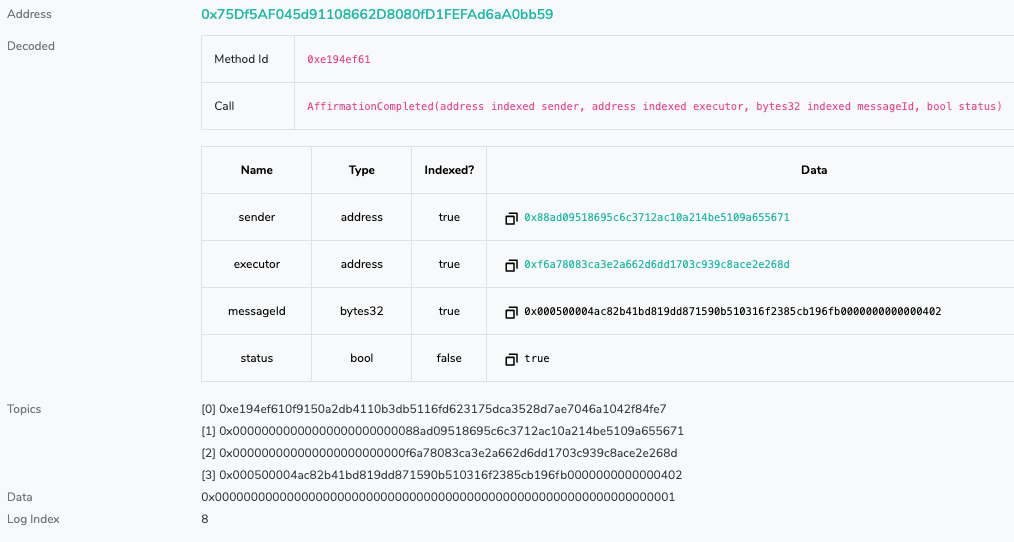 Address 0x75Df5AF045d91108662D8080fD1FEFAd6aA0bb59
Decoded
Method Id 0xe194ef61
Call AffirmationCompleted(address indexed sender, address indexed executor, bytes32 indexed messageId, bool status)
Name Type Indexed? Data
sender address true 0x88ad09518695c6c3712ac10a214be5109a655671
executor address true 0xf6a78083ca3e2a662d6dd1703c939c8ace2e268d
messageId bytes32 true 0x000500004ac82b41bd819dd871590b510316f2385cb196fb0000000000000402
status bool false true
Topics [0] 0xe194ef610f9150a2db4110b3db5116fd623175dca3528d7ae7046a1042f84fe7
[1] 0x00000000000000000000000088ad09518695c6c3712ac10a214be5109a655671
[2] 0x000000000000000000000000f6a78083ca3e2a662d6dd1703c939c8ace2e268d
[3] 0x000500004ac82b41bd819dd871590b510316f2385cb196fb0000000000000402
Data 0x0000000000000000000000000000000000000000000000000000000000000001
Log Index 8